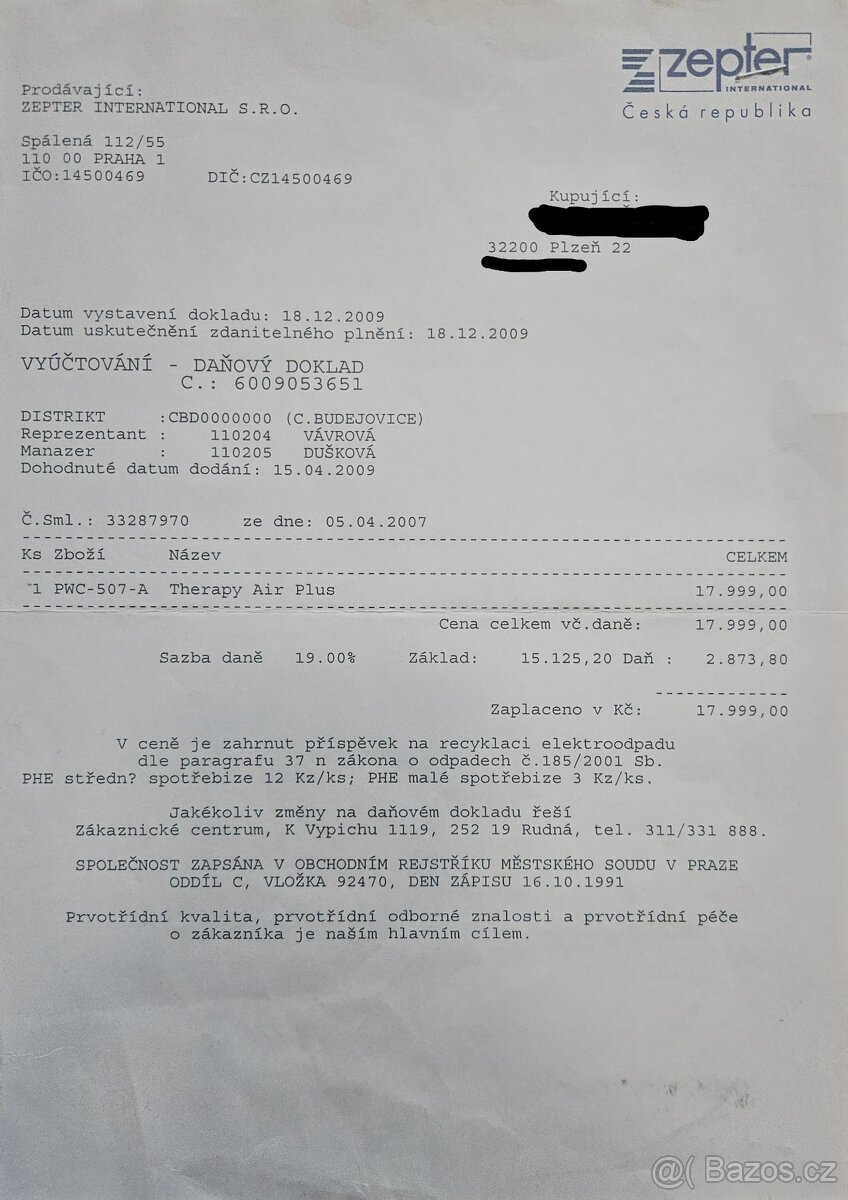 zepter
INTERNATIONAL
Česká republika
Prodávající:
ZEPTER INTERNATIONAL S.R.O.
Spálená 112/55
110 00 PRAHA 1
IČO:14500469 DIČ:CZ14500469
Kupující:
32200 Plzeň 22
Datum vystavení dokladu: 18.12.2009
Datum uskutečnění zdanitelného plnění: 18.12.2009
VYÚČTOVÁNÍ - DAŇOVÝ DOKLAD
C.: 6009053651
DISTRIKT :CBD0000000 (C.BUDEJOVICE)
Reprezentant : 110204 VÁVROVÁ
Manazer : 110205 DUŠKOVÁ
Dohodnuté datum dodání: 15.04.2009
Č.Sml.: 33287970 ze dne: 05.04.2007
Ks Zboží Název CELKEM
1 PWC-507-A Therapy Air Plus 17.999,00
Cena celkem vč.daně: 17.999,00
Sazba daně 19.00% Základ: 15.125,20 Daň : 2.873,80
Zaplaceno v Kč: 17.999,00
V ceně je zahrnut příspěvek na recyklaci elektroodpadu
dle paragrafu 37 n zákona o odpadech č.185/2001 Sb.
PHE středn? spotřebize 12 Kz/ks; PHE malé spotřebize 3 Kz/ks.
Jakékoliv změny na daňovém dokladu řeší
Zákaznické centrum, K Vypichu 1119, 252 19 Rudná, tel. 311/331 888.
SPOLEČNOST ZAPSÁNA V OBCHODNÍM REJSTŘÍKU MĚSTSKÉHO SOUDU V PRAZE
ODDÍL C, VLOŽKA 92470, DEN ZÁPISU 16.10.1991
Prvotřídní kvalita, prvotřídní odborné znalosti a prvotřídní péče
o zákazníka je naším hlavním cílem.
@( Bazos.cz